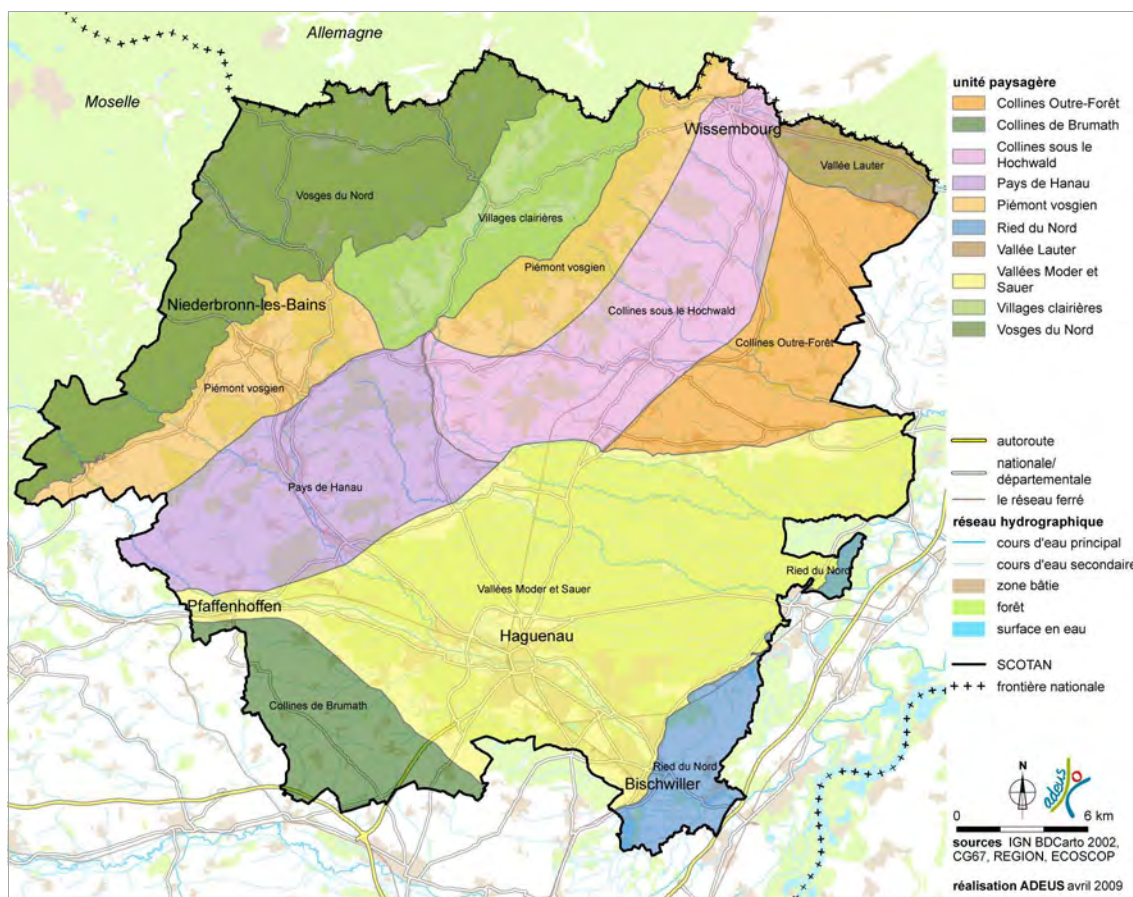 Allemagne
Moselle
Wissembourg
Vallée Lauter
Vosges du Nord
Villages clairières
Piémont vosgien
Niederbronn-les-Bains
Collines sous le Hochwald
Collines Outre-Forêt
Piémont vosgien
Pays de Hanau
Ried du Nord
Vallées Moder et Sauer
Pfaffenhoffen
Haguenau
Collines de Brumath
Ried du Nord
Bischwiller
unité paysagère
Collines Outre-Forêt
Collines de Brumath
Collines sous le
Hochwald
Pays de Hanau
Piémont vosgien
Ried du Nord
Vallée Lauter
Vallées Moder et
Sauer
Villages clairières
Vosges du Nord
autoroute
nationale/
départementale
le réseau ferré
réseau hydrographique
cours d'eau principal
cours d'eau secondaire
zone bâtie
forêt
surface en eau
SCOTAN
frontière nationale
N
adeus
0 6 km
sources IGN BDCarto 2002,
CG67, REGION, ECOSCOP
réalisation ADEUS avril 2009